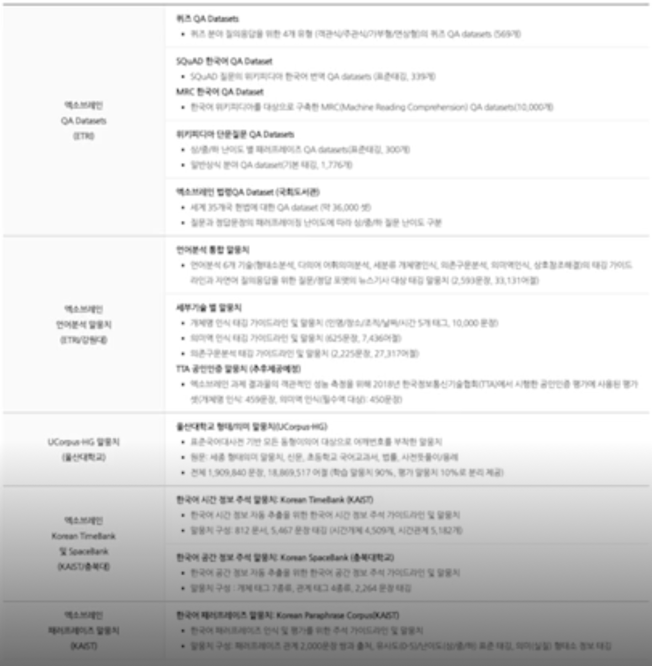 엑소브레인
QA Datasets
(ETRI)
퀴즈 QA Datasets
• 퀴즈 분야 질의응답을 위한 4개 유형 (객관식/주관식/가부형/연상형)의 퀴즈 QA datasets (569개)
SQuAD 한국어 QA Dataset
• SQuAD 질문의 위키피디아 한국어 번역 QA datasets (표준태깅, 339개)
MRC 한국어 QA Dataset
• 한국어 위키피디아를 대상으로 구축한 MRC(Machine Reading Comprehension) QA datasets(10,000개)
위키피디아 단문질문 QA Datasets
• 상/중/하 난이도 별 패러프레이즈 QA datasets(표준태깅, 300개)
• 일반상식 분야 QA dataset(기본 태깅, 1,776개)
엑소브레인 법령QA Dataset (국회도서관)
• 세계 35개국 헌법에 대한 QA dataset (약 36,000 셋)
• 질문과 정답문장의 패러프레이징 난이도에 따라 상/중/하 질문 난이도 구분
엑소브레인
언어분석 말뭉치
(ETRI/강원대)
언어분석 통합 말뭉치
• 언어분석 6개 기술(형태소분석, 다의어 어휘의미분석, 세분류 개체명인식, 의존구문분석, 의미역인식, 상호참조해결)의 태깅 가이드
라인과 자연어 질의응답을 위한 질문/정답 포맷의 뉴스기사 대상 태깅 말뭉치 (2,593문장, 33,131어절)
세부기술 별 말뭉치
• 개체명 인식 태깅 가이드라인 및 말뭉치 (인명/장소/조직/날짜/시간 5개 태그, 10,000 문장)
• 의미역 인식 태깅 가이드라인 및 말뭉치 (625문장, 7,436어절)
• 의존구문분석 태깅 가이드라인 및 말뭉치 (2,225문장, 27,317어절)
TTA 공인인증 말뭉치 (추후제공예정)
• 엑소브레인 과제 결과물의 객관적인 성능 측정을 위해 2018년 한국정보통신기술협회(TTA)에서 시행한 공인인증 평가에 사용된 평가
셋(개체명 인식: 459문장, 의미역 인식(필수역 대상): 450문장)
UCorpus-HG 말뭉치
(울산대학교)
울산대학교 형태/의미 말뭉치(UCorpus-HG)
• 표준국어대사전 기반 모든 동형이의어 대상으로 어깨번호를 부착한 말뭉치
• 원문: 세종 형태의미 말뭉치, 신문, 초등학교 국어교과서, 법률, 사전뜻풀이/용례
• 전체 1,909,840 문장, 18,869,517 어절 (학습 말뭉치 90%, 평가 말뭉치 10%로 분리 제공)
엑소브레인
Korean TimeBank
및 SpaceBank
(KAIST/충북대)
한국어 시간 정보 주석 말뭉치: Korean TimeBank (KAIST)
• 한국어 시간 정보 자동 추출을 위한 한국어 시간 정보 주석 가이드라인 및 말뭉치
• 말뭉치 구성: 812 문서, 5,467 문장 태깅 (시간개체 4,509개, 시간관계 5,182개)
한국어 공간 정보 주석 말뭉치: Korean SpaceBank (충북대학교)
• 한국어 공간 정보 자동 추출을 위한 한국어 공간 정보 주석 가이드라인 및 말뭉치
• 말뭉치 구성 : 개체 태그 7종류, 관계 태그 4종류, 2,264 문장 태깅
엑소브레인
패러프레이즈 말뭉치
(KAIST)
한국어 패러프레이즈 말뭉치: Korean Paraphrase Corpus(KAIST)
• 한국어 패러프레이즈 인식 및 평가를 위한 주석 가이드라인 및 말뭉치
• 말뭉치 구성: 패러프레이즈 관계 2,000문장 쌍과 출처, 유사도(0-5)/난이도(상/중/하) 표준 태깅, 의미(실질) 형태소 정보 태깅